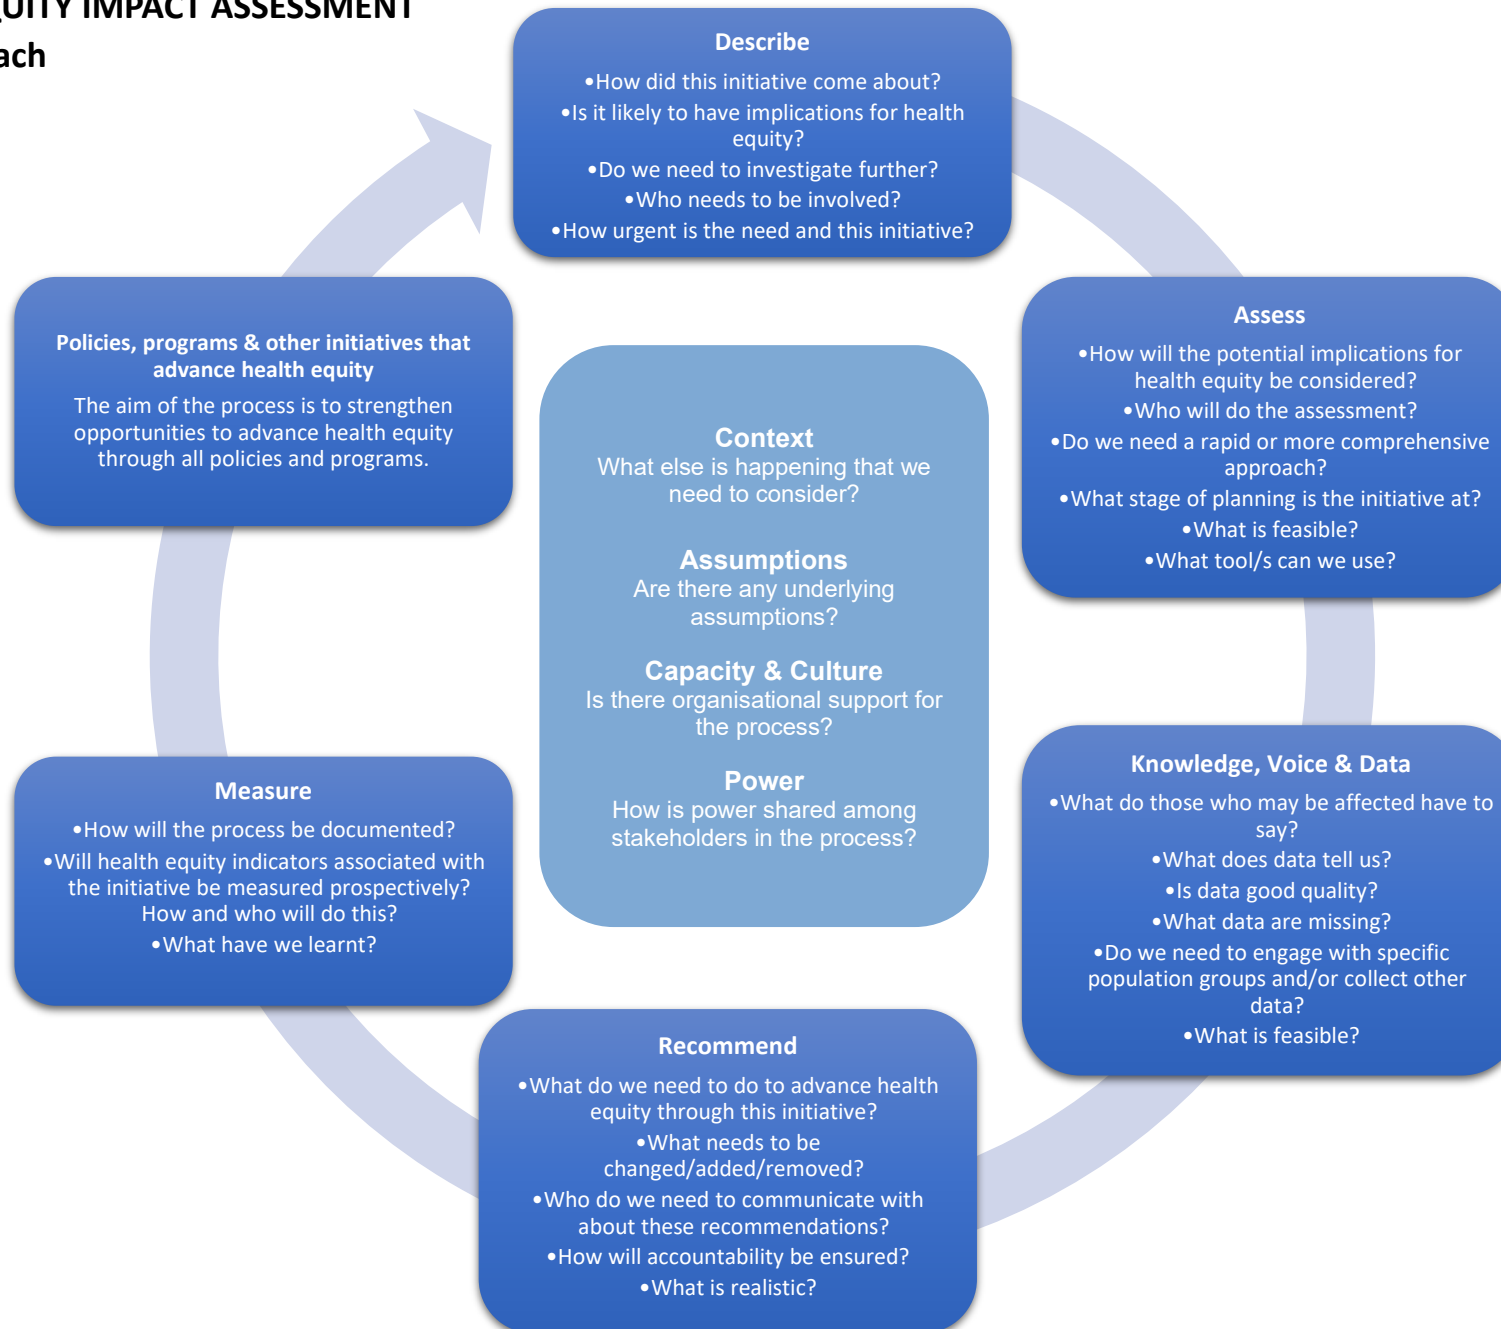 QUITY IMPACT ASSESSMENT
ach
Describe
•How did this initiative come about?
•Is it likely to have implications for health
equity?
•Do we need to investigate further?
•Who needs to be involved?
•How urgent is the need and this initiative?
Assess
•How will the potential implications for
health equity be considered?
•Who will do the assessment?
•Do we need a rapid or more comprehensive
approach?
•What stage of planning is the initiative at?
•What is feasible?
•What tool/s can we use?
Knowledge, Voice & Data
•What do those who may be affected have to
say?
•What does data tell us?
•Is data good quality?
•What data are missing?
•Do we need to engage with specific
population groups and/or collect other
data?
•What is feasible?
Recommend
•What do we need to do to advance health
equity through this initiative?
•What needs to be
changed/added/removed?
•Who do we need to communicate with
about these recommendations?
•How will accountability be ensured?
•What is realistic?
Measure
•How will the process be documented?
•Will health equity indicators associated with
the initiative be measured prospectively?
How and who will do this?
•What have we learnt?
Policies, programs & other initiatives that
advance health equity
The aim of the process is to strengthen
opportunities to advance health equity
through all policies and programs.
Context
What else is happening that we
need to consider?
Assumptions
Are there any underlying
assumptions?
Capacity & Culture
Is there organisational support for
the process?
Power
How is power shared among
stakeholders in the process?